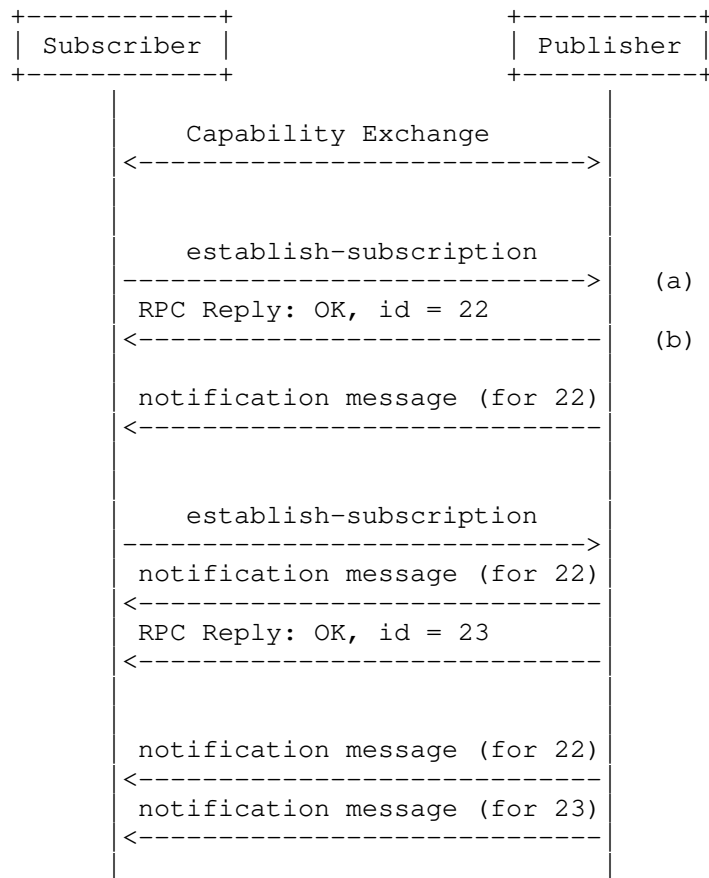 Subscriber Publisher
Capability Exchange
establish-subscription
(a)
RPC Reply: OK, id = 22
(b)
notification message (for 22)
establish-subscription
notification message (for 22)
RPC Reply: OK, id = 23
notification message (for 22)
notification message (for 23)